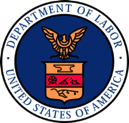 DEPARTMENT OF LABOR
UNITED STATES OF AMERICA